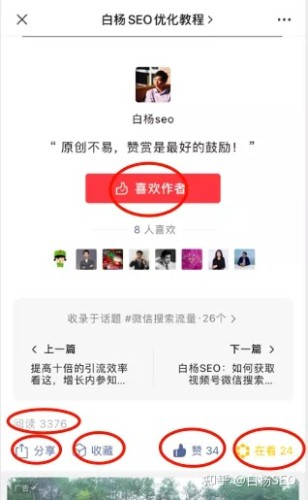 白杨SEO优化教程 >
白杨seo
“ 原创不易，赞赏是最好的鼓励！ ”
喜欢作者
8 人喜欢
收录于话题 #微信搜索流量·26个 >
< 上一篇
下一篇 >
提高十倍的引流效率
看这，增长内参知...
白杨SEO：如何获取
视频号微信搜索...
阅读 3376
分享
收藏
赞 34
在看 24
广告
知乎 @白杨SEO